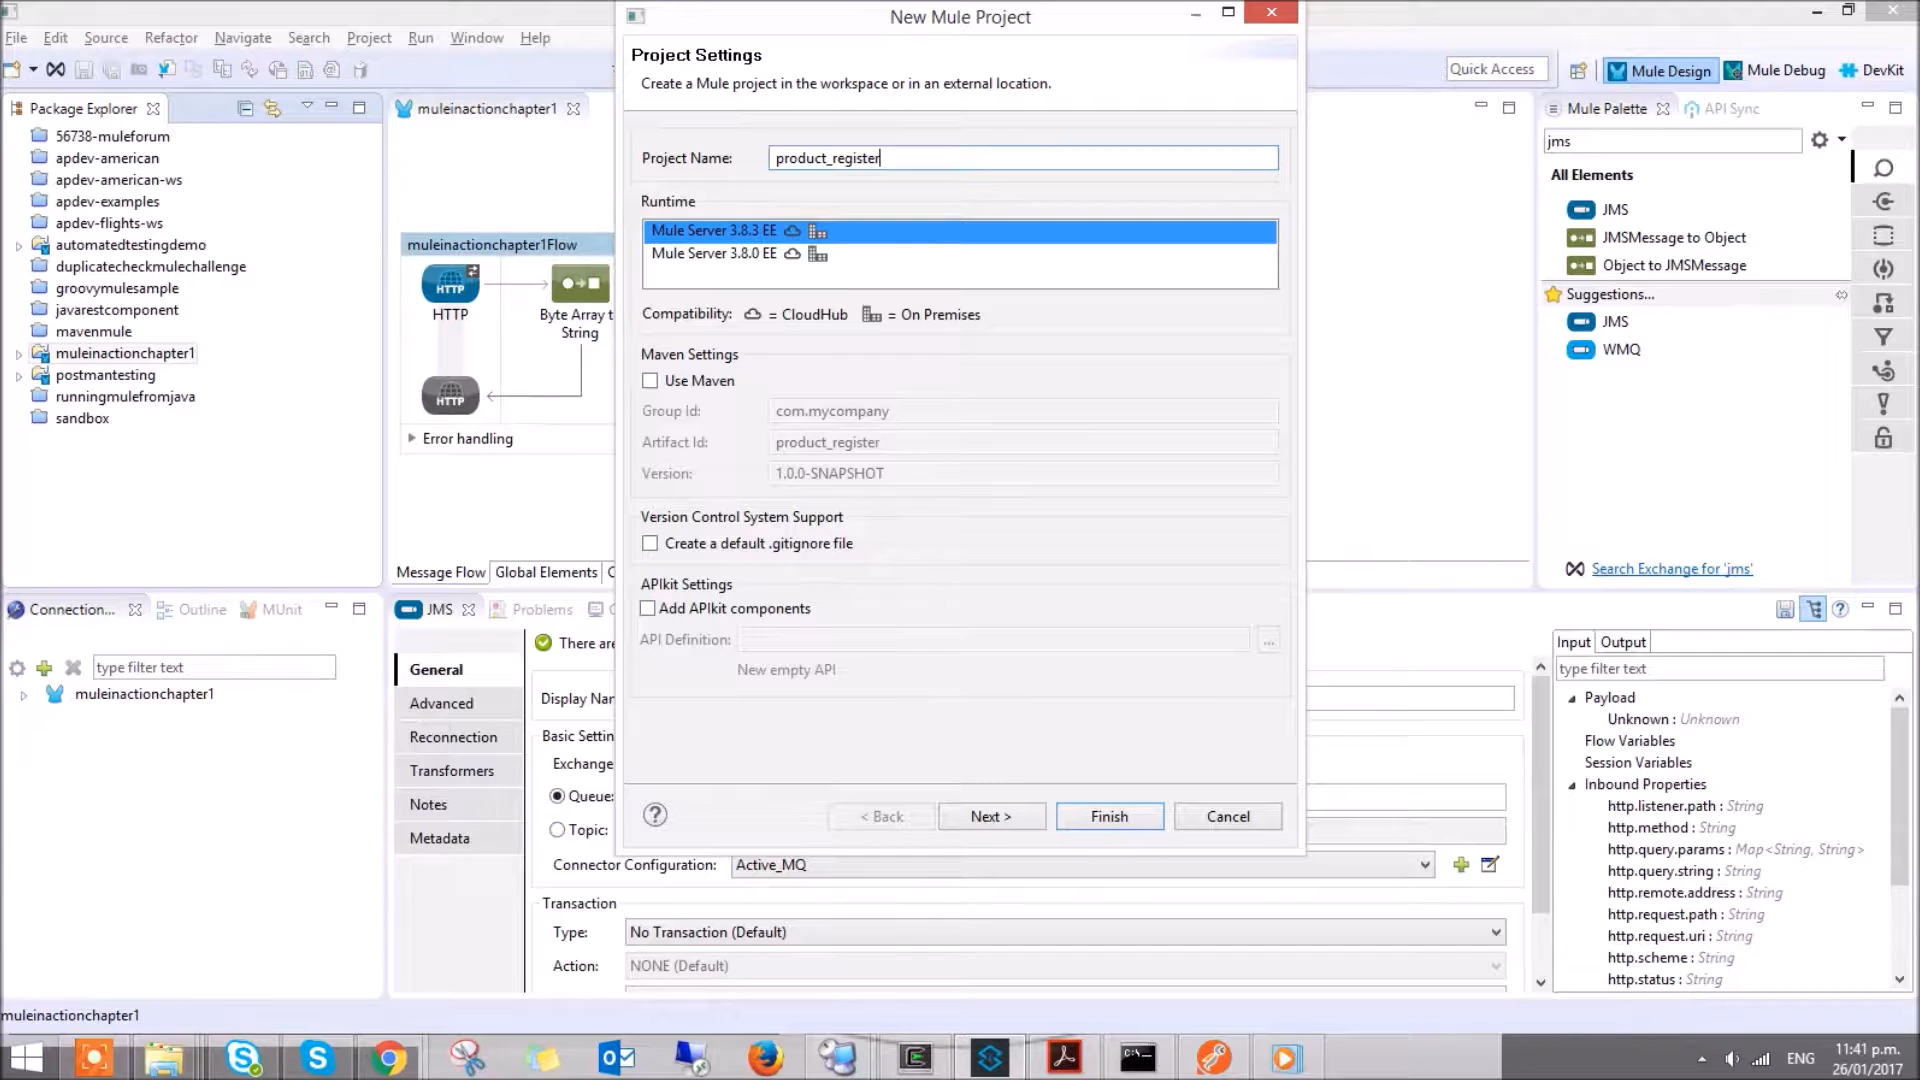 New Mule Project
File Edit Source Refactor Navigate Search Project Run Window Help
Quick Access
Mule Design
Mule Debug
DevKit
Package Explorer
56738-muleforum
apdev-american
apdev-american-ws
apdev-examples
apdev-flights-ws
automatedtestingdemo
duplicatecheckmulechallenge
groovymulesample
javarestcomponent
mavenmule
muleinactionchapter1
postmantesting
runningmulefromjava
sandbox
muleinactionchapter1
muleinactionchapter1Flow
HTTP
HTTP
Byte Array t
String
HTTP
Error handling
Message Flow Global Elements
Project Settings
Create a Mule project in the workspace or in an external location.
Project Name: product_register
Runtime
Mule Server 3.8.3 EE
Mule Server 3.8.0 EE
Compatibility: = CloudHub = On Premises
Maven Settings
Use Maven
Group Id: com.mycompany
Artifact Id: product_register
Version: 1.0.0-SNAPSHOT
Version Control System Support
Create a default .gitignore file
APIkit Settings
Add APIkit components
API Definition: ...
New empty API
< Back Next > Finish Cancel
Mule Palette API Sync
jms
All Elements
JMS
JMSMessage to Object
Object to JMSMessage
Suggestions...
JMS
WMQ
Search Exchange for 'jms'
Connection... Outline MUnit
type filter text
muleinactionchapter1
JMS Problems
There are
General
Advanced
Reconnection
Transformers
Notes
Metadata
Display Nan
Basic Settin
Exchange
Queue:
Topic:
Connector Configuration: Active_MQ
Transaction
Type: No Transaction (Default)
Action: NONE (Default)
Input Output
type filter text
Payload
Unknown : Unknown
Flow Variables
Session Variables
Inbound Properties
http.listener.path : String
http.method : String
http.query.params : Map<String, String>
http.query.string : String
http.remote.address : String
http.request.path : String
http.request.uri : String
http.scheme : String
http.status : String
muleinactionchapter1
ENG
11:41 p.m.
26/01/2017